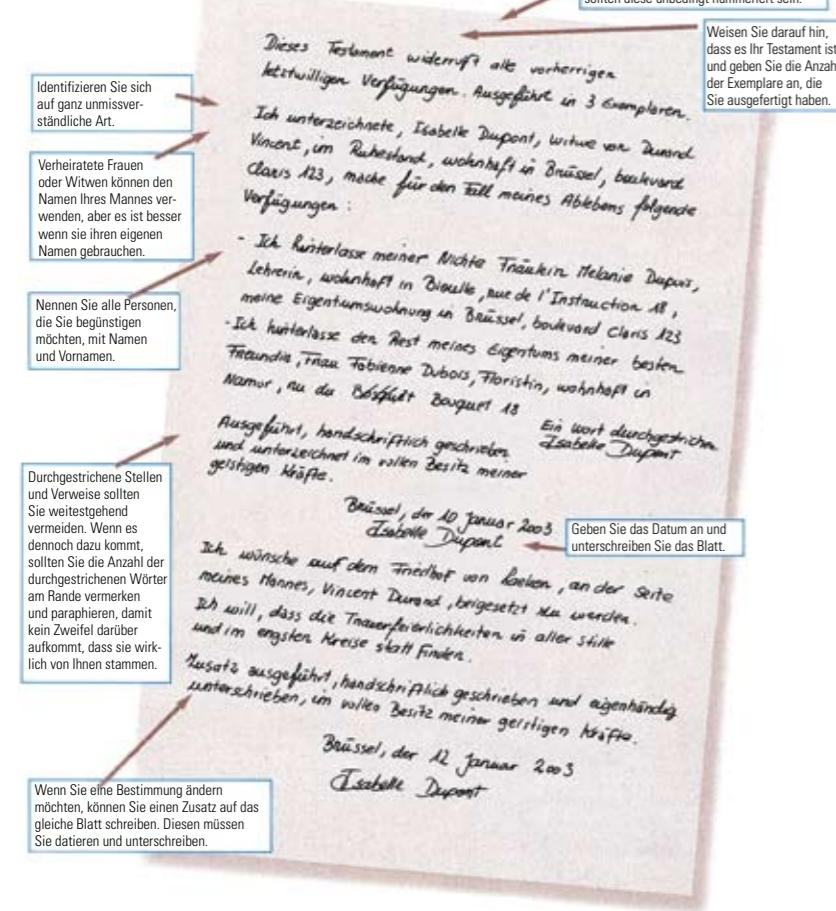 sollten diese unbedingt nummeriert sein.
Weisen Sie darauf hin,
dass es Ihr Testament ist
und geben Sie die Anzahl
der Exemplare an, die
Sie ausgefertigt haben.
Dieses Testament widerruft alle vorherrigen
letztwilligen Verfügungen. Ausgeführt in 3 Exemplaren.
Identifizieren Sie sich
auf ganz unmissver-
ständliche Art.
Ich unterzeichnete, Isabelle Dupont, witwe von Durand
Vincent, im Ruhestand, wohnhaft in Brüssel, boulevard
Claris 123, mache für den Fall meines Ablebens folgende
Verfügungen :
Verheiratete Frauen
oder Witwen können den
Namen Ihres Mannes ver-
wenden, aber es ist besser
wenn sie ihren eigenen
Namen gebrauchen.
- Ich hinterlasse meiner Nichte Fräulein Melanie Dupuis,
Lehrerin, wohnhaft in Bioulle, rue de l'Instruction 18,
meine Eigentumswohnung in Brüssel, boulevard Claris 123
Nennen Sie alle Personen,
die Sie begünstigen
möchten, mit Namen
und Vornamen.
- Ich hinterlasse den Rest meines Eigentums meiner besten
Freundin, Frau Fabienne Dubois, Floristin, wohnhaft in
Namur, ru du Bouquet 18
Ein Wort durchgestrichen
Isabelle Dupont
Ausgeführt, handschriftlich geschrieben
und unterzeichnet im vollen Besitz meiner
geistigen Kräfte.
Durchgestrichene Stellen
und Verweise sollten
Sie weitestgehend
vermeiden. Wenn es
dennoch dazu kommt,
sollten Sie die Anzahl der
durchgestrichenen Wörter
am Rande vermerken
und paraphieren, damit
kein Zweifel darüber
aufkommt, dass sie wirk-
lich von Ihnen stammen.
Brüssel, der 10 Januar 2003
Isabelle Dupont
Geben Sie das Datum an und
unterschreiben Sie das Blatt.
Ich wünsche auf dem Friedhof von Laeken, an der Seite
meines Mannes, Vincent Durand, beigesetzt zu werden.
Ich will, dass die Trauerfeierlichkeiten in aller stille
und im engsten Kreise statt finden.
Zusatz ausgeführt, handschriftlich geschrieben und eigenhändig
unterschrieben, im vollen Besitz meiner geistigen Kräfte.
Brüssel, der 12 Januar 2003
Isabelle Dupont
Wenn Sie eine Bestimmung ändern
möchten, können Sie einen Zusatz auf das
gleiche Blatt schreiben. Diesen müssen
Sie datieren und unterschreiben.